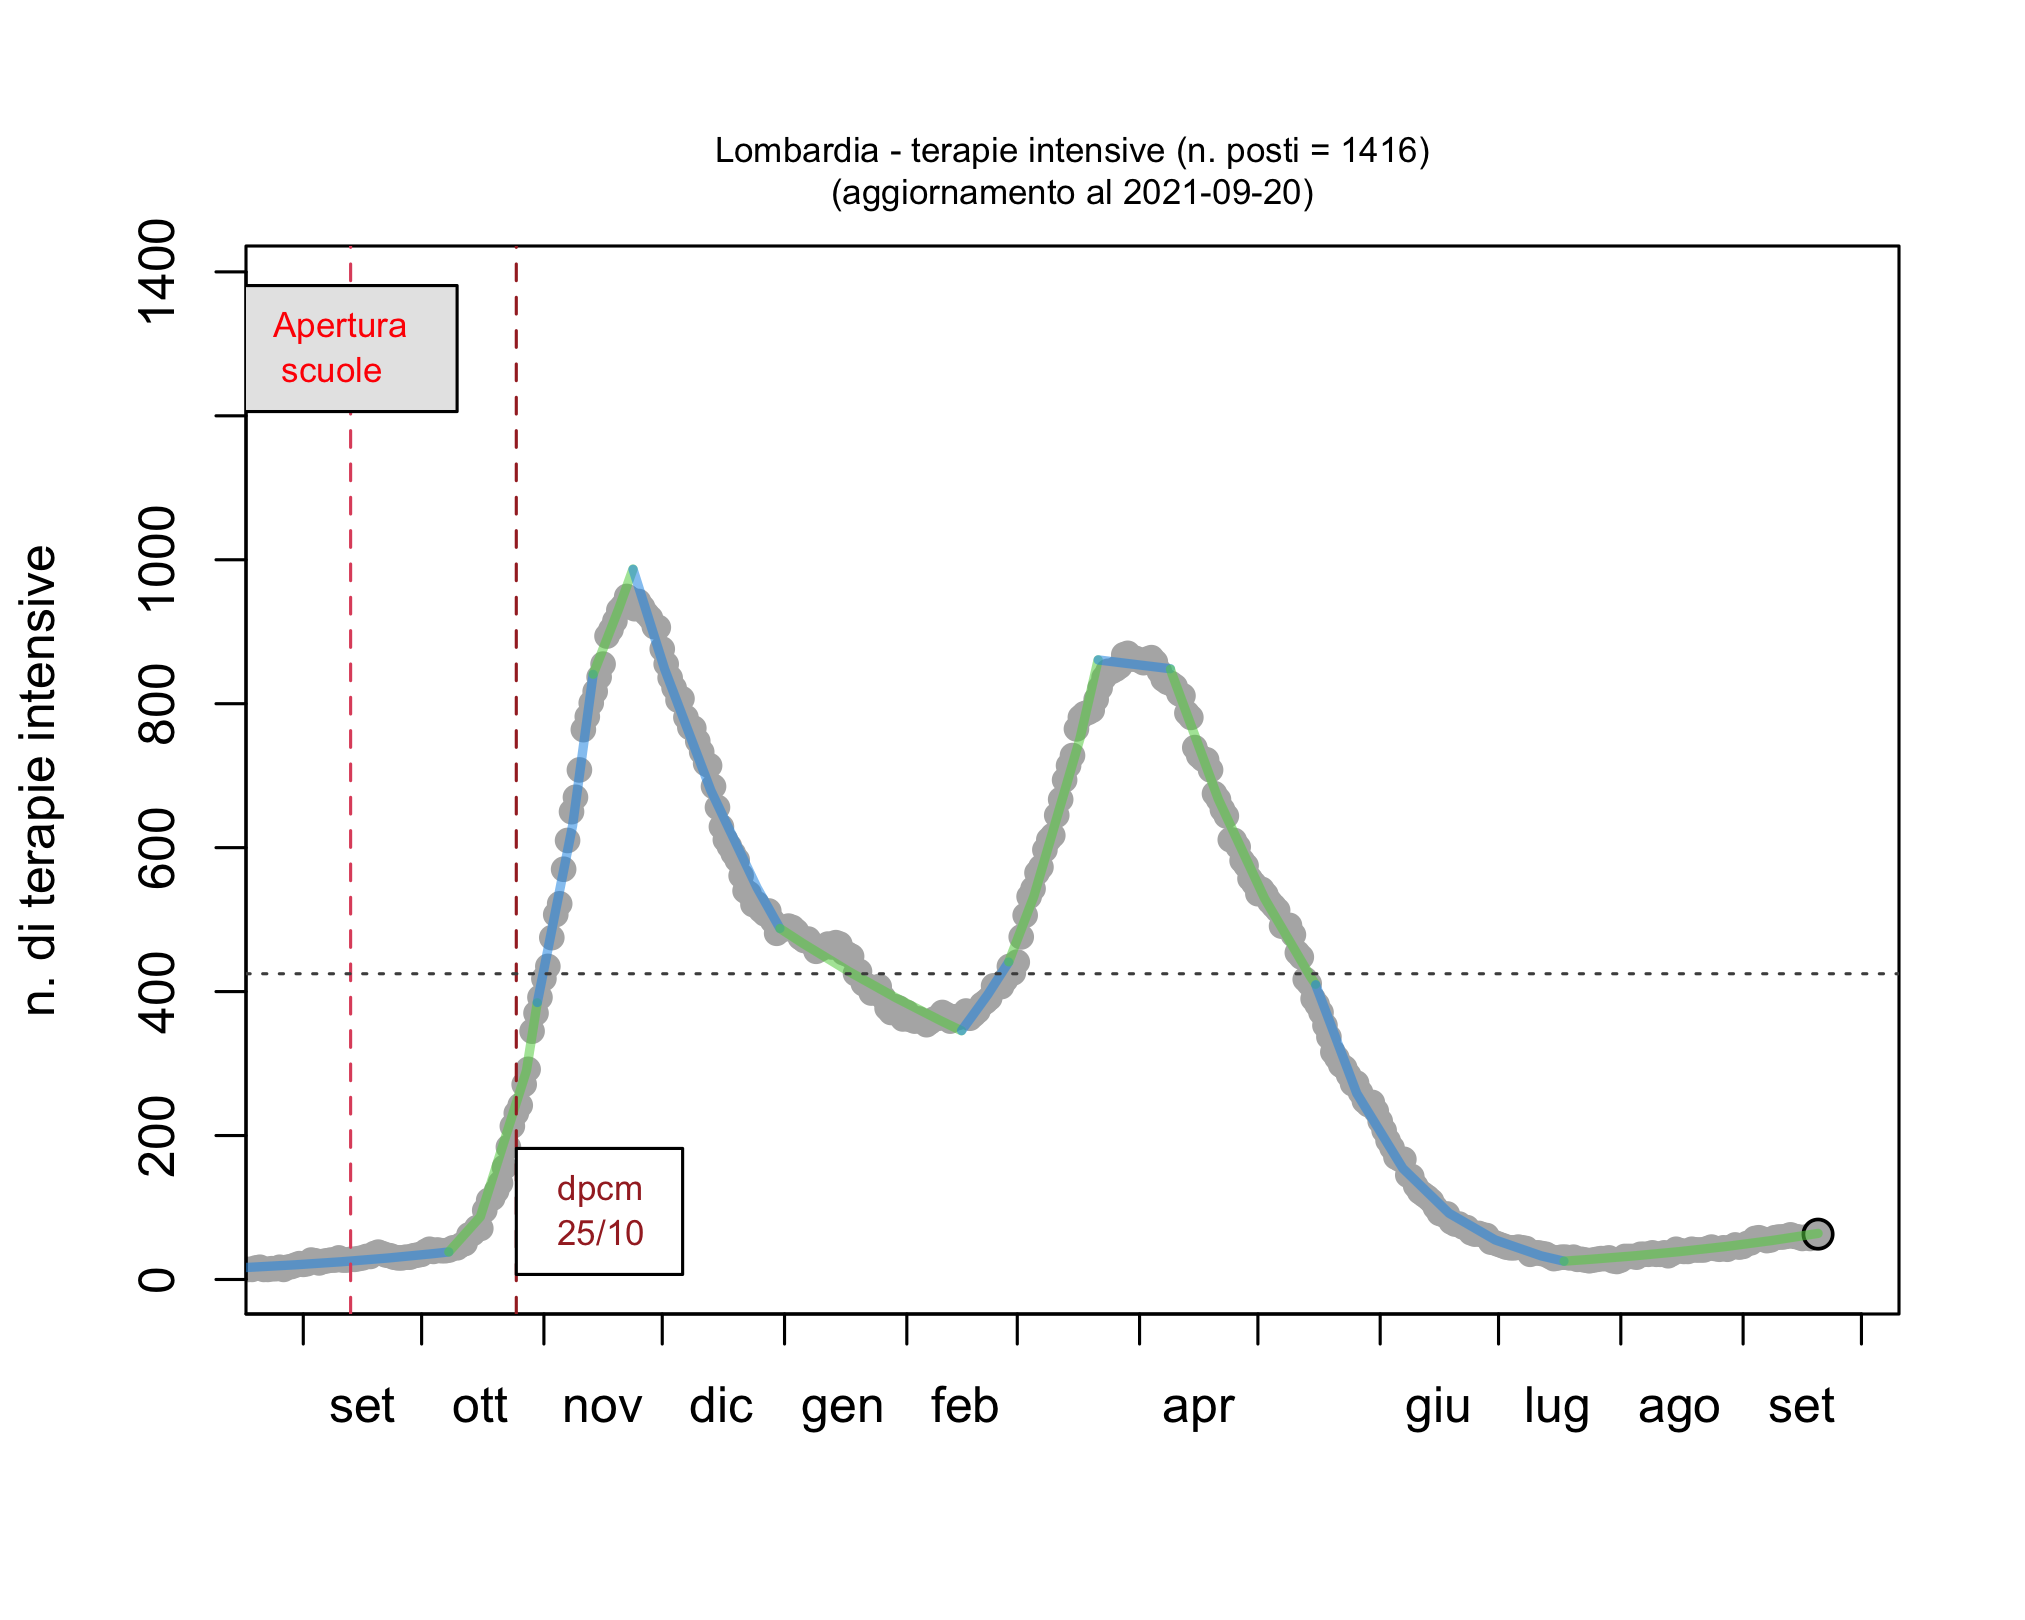 Lombardia - terapie intensive (n. posti = 1416)
(aggiornamento al 2021-09-20)
n. di terapie intensive
1400
1000
800
600
400
200
0
Apertura
scuole
dpcm
25/10
set ott nov dic gen feb apr giu lug ago set